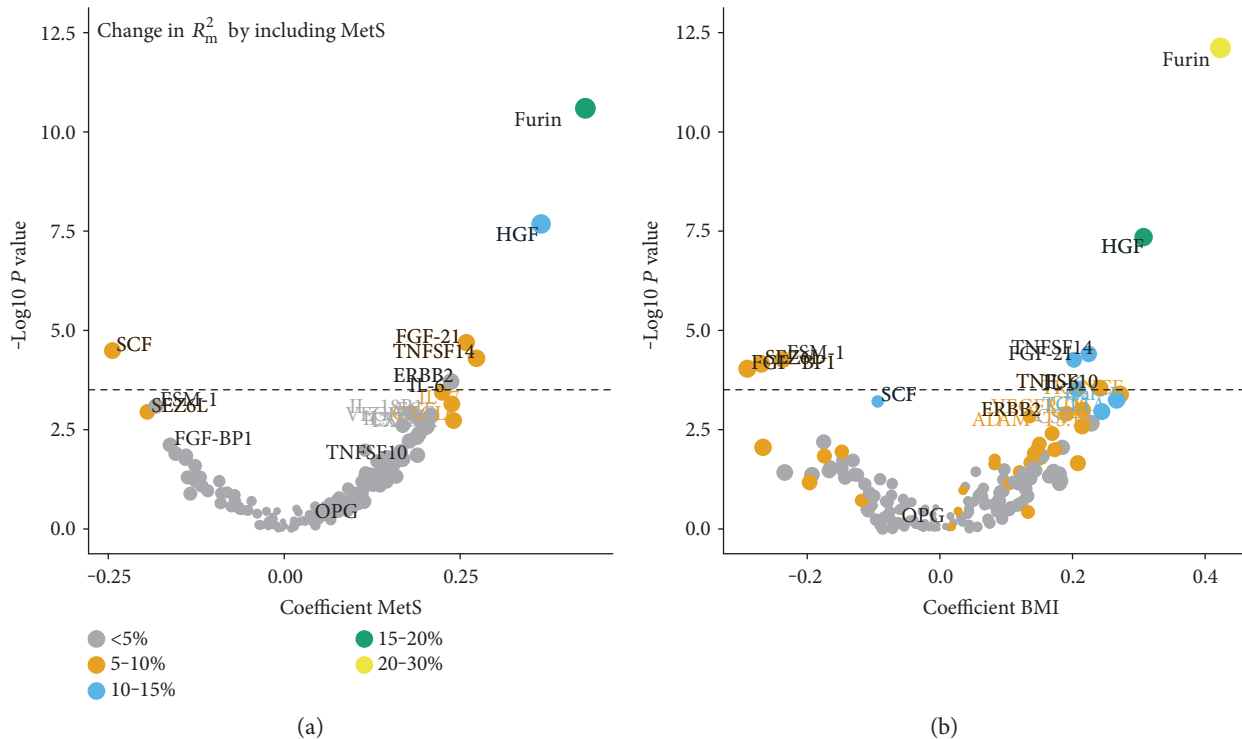 Change in R²m by including MetS
12.5
10.0
7.5
5.0
2.5
0.0
-Log10 P value
Furin
HGF
SCF
FGF-21
TNFSF14
ERBB2
IL-6
ESM-1
SEZ6L
FGF-BP1
TNFSF10
OPG
-0.25
0.00
0.25
Coefficient MetS
<5%
5-10%
10-15%
15-20%
20-30%
(a)
12.5
10.0
7.5
5.0
2.5
0.0
-Log10 P value
Furin
HGF
TNFSF14
FGF-21
ESM-1
SEZ6L
FGF-BP1
TNFSF10
SCF
ERBB2
OPG
-0.2
0.0
0.2
0.4
Coefficient BMI
(b)